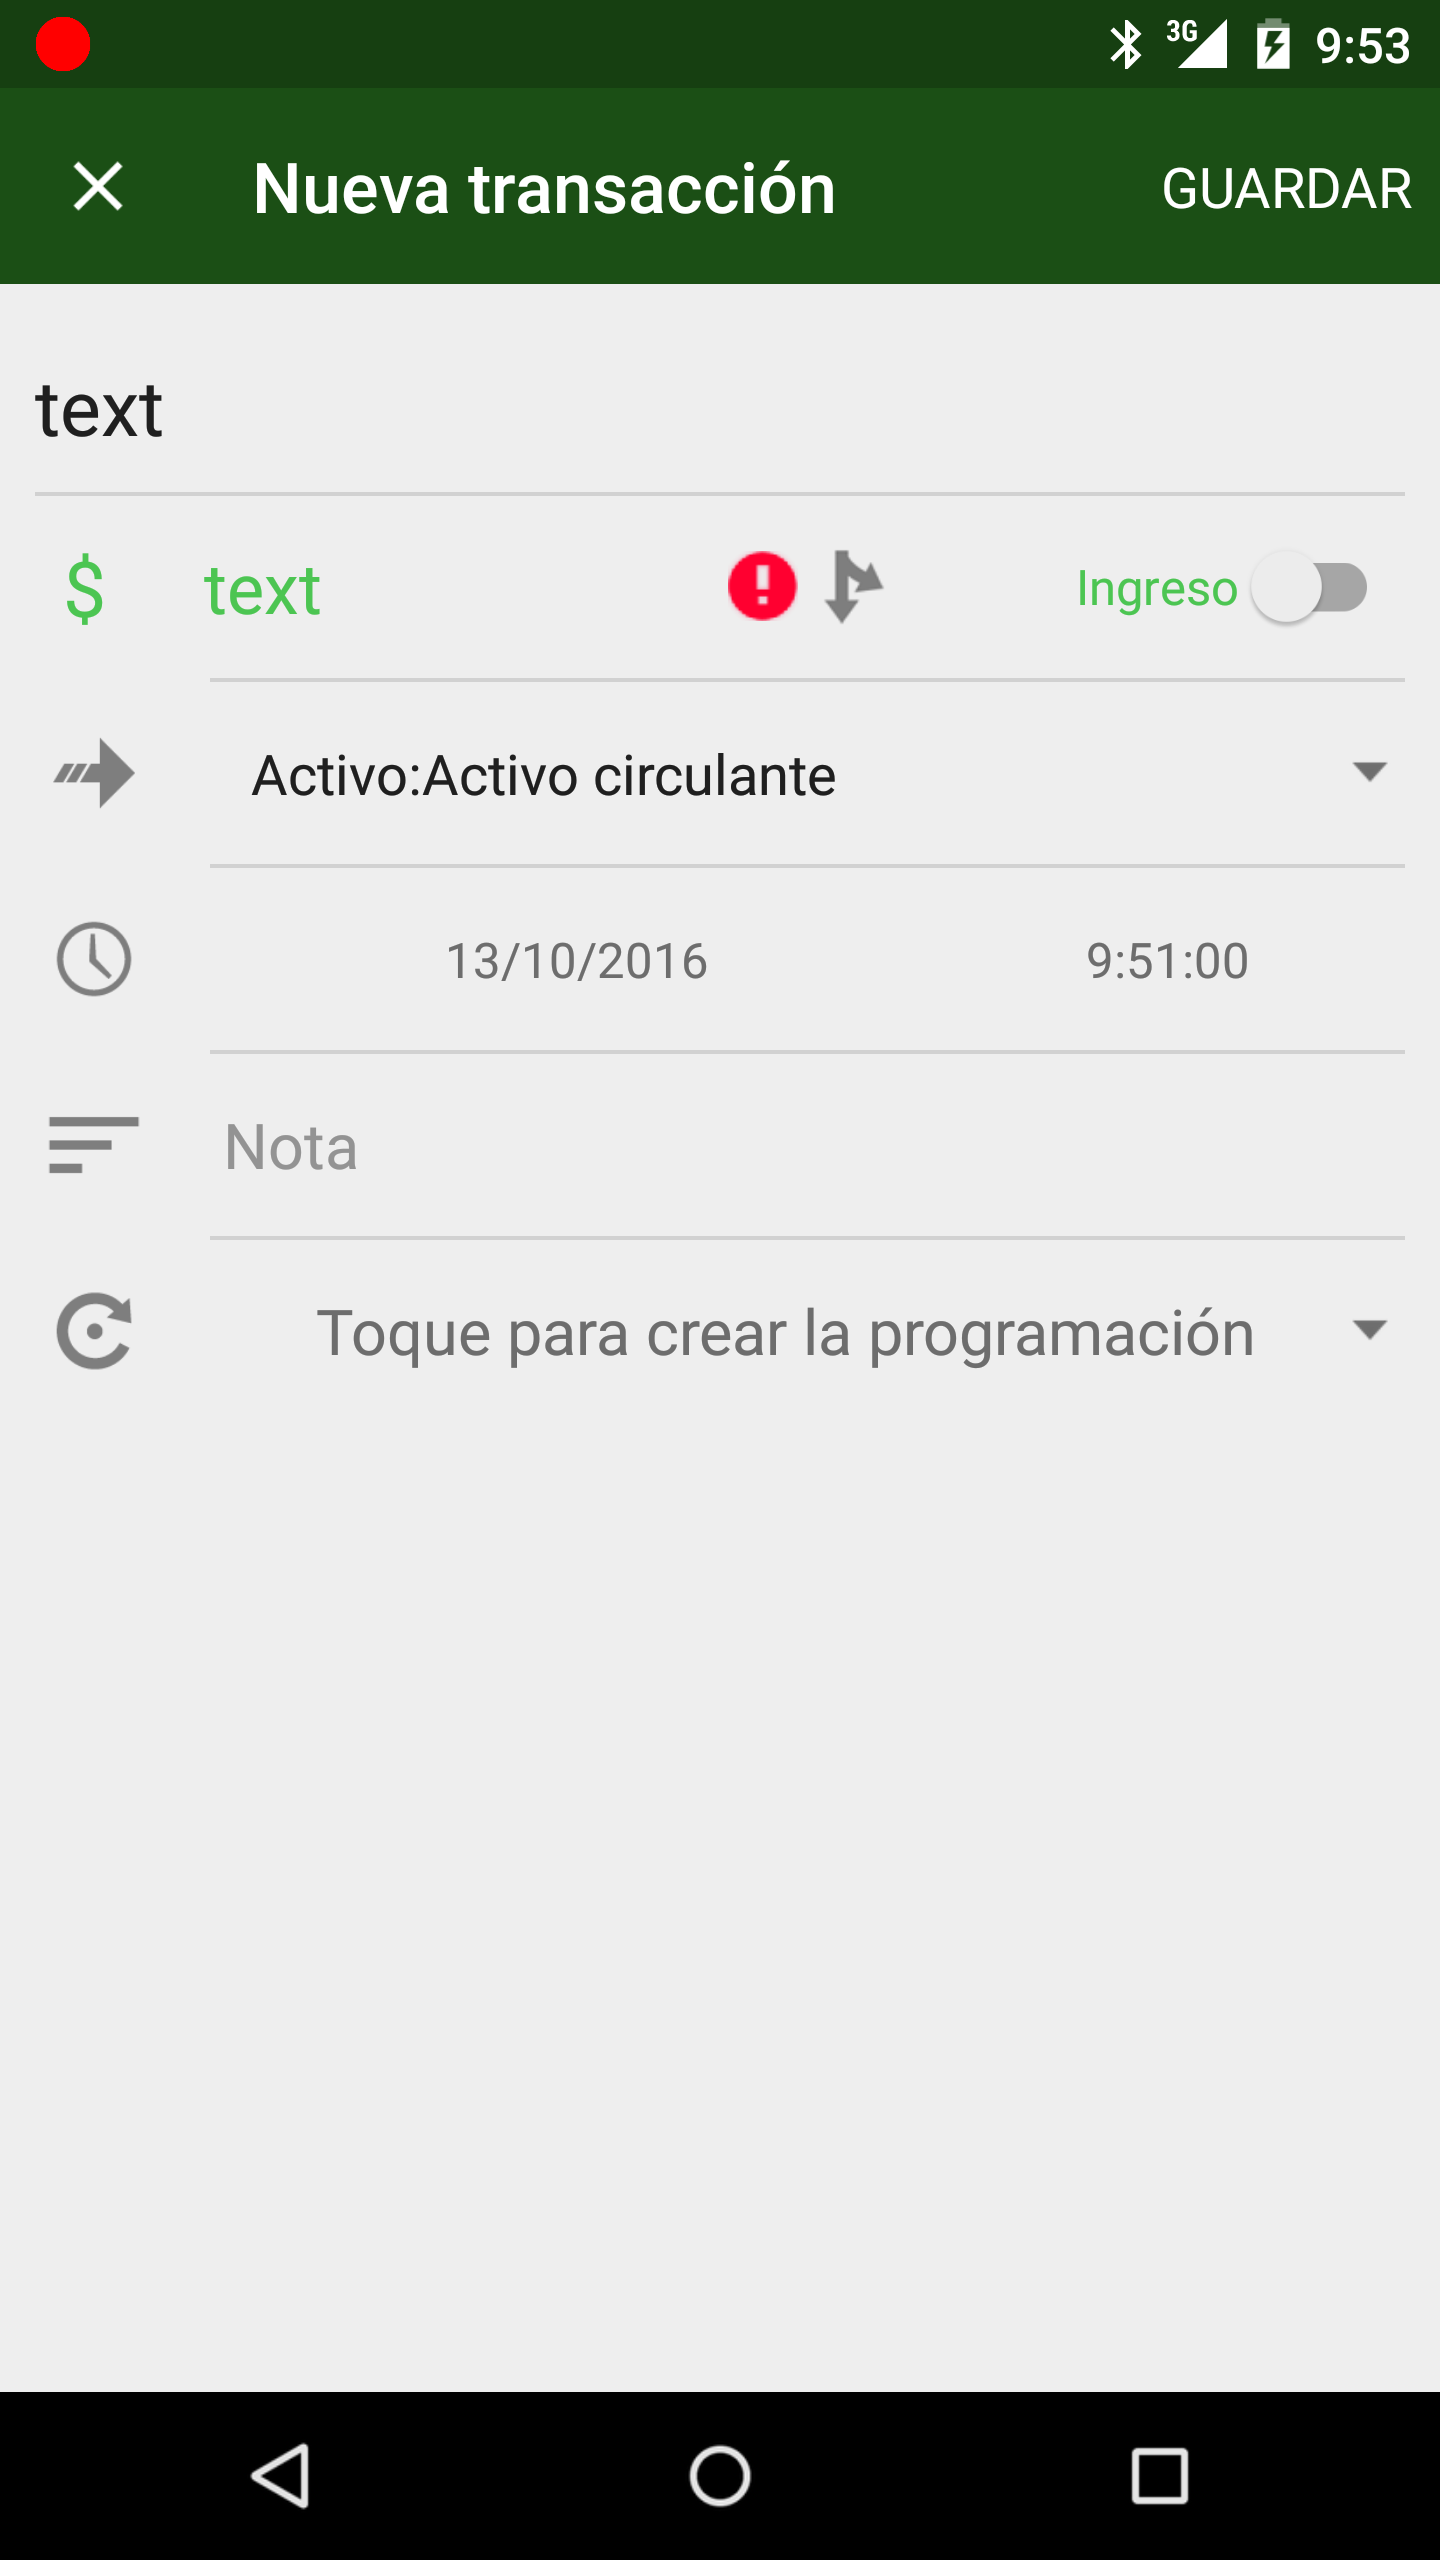 3G 9:53
Nueva transacción GUARDAR
text
$ text Ingreso
Activo:Activo circulante
13/10/2016 9:51:00
Nota
Toque para crear la programación